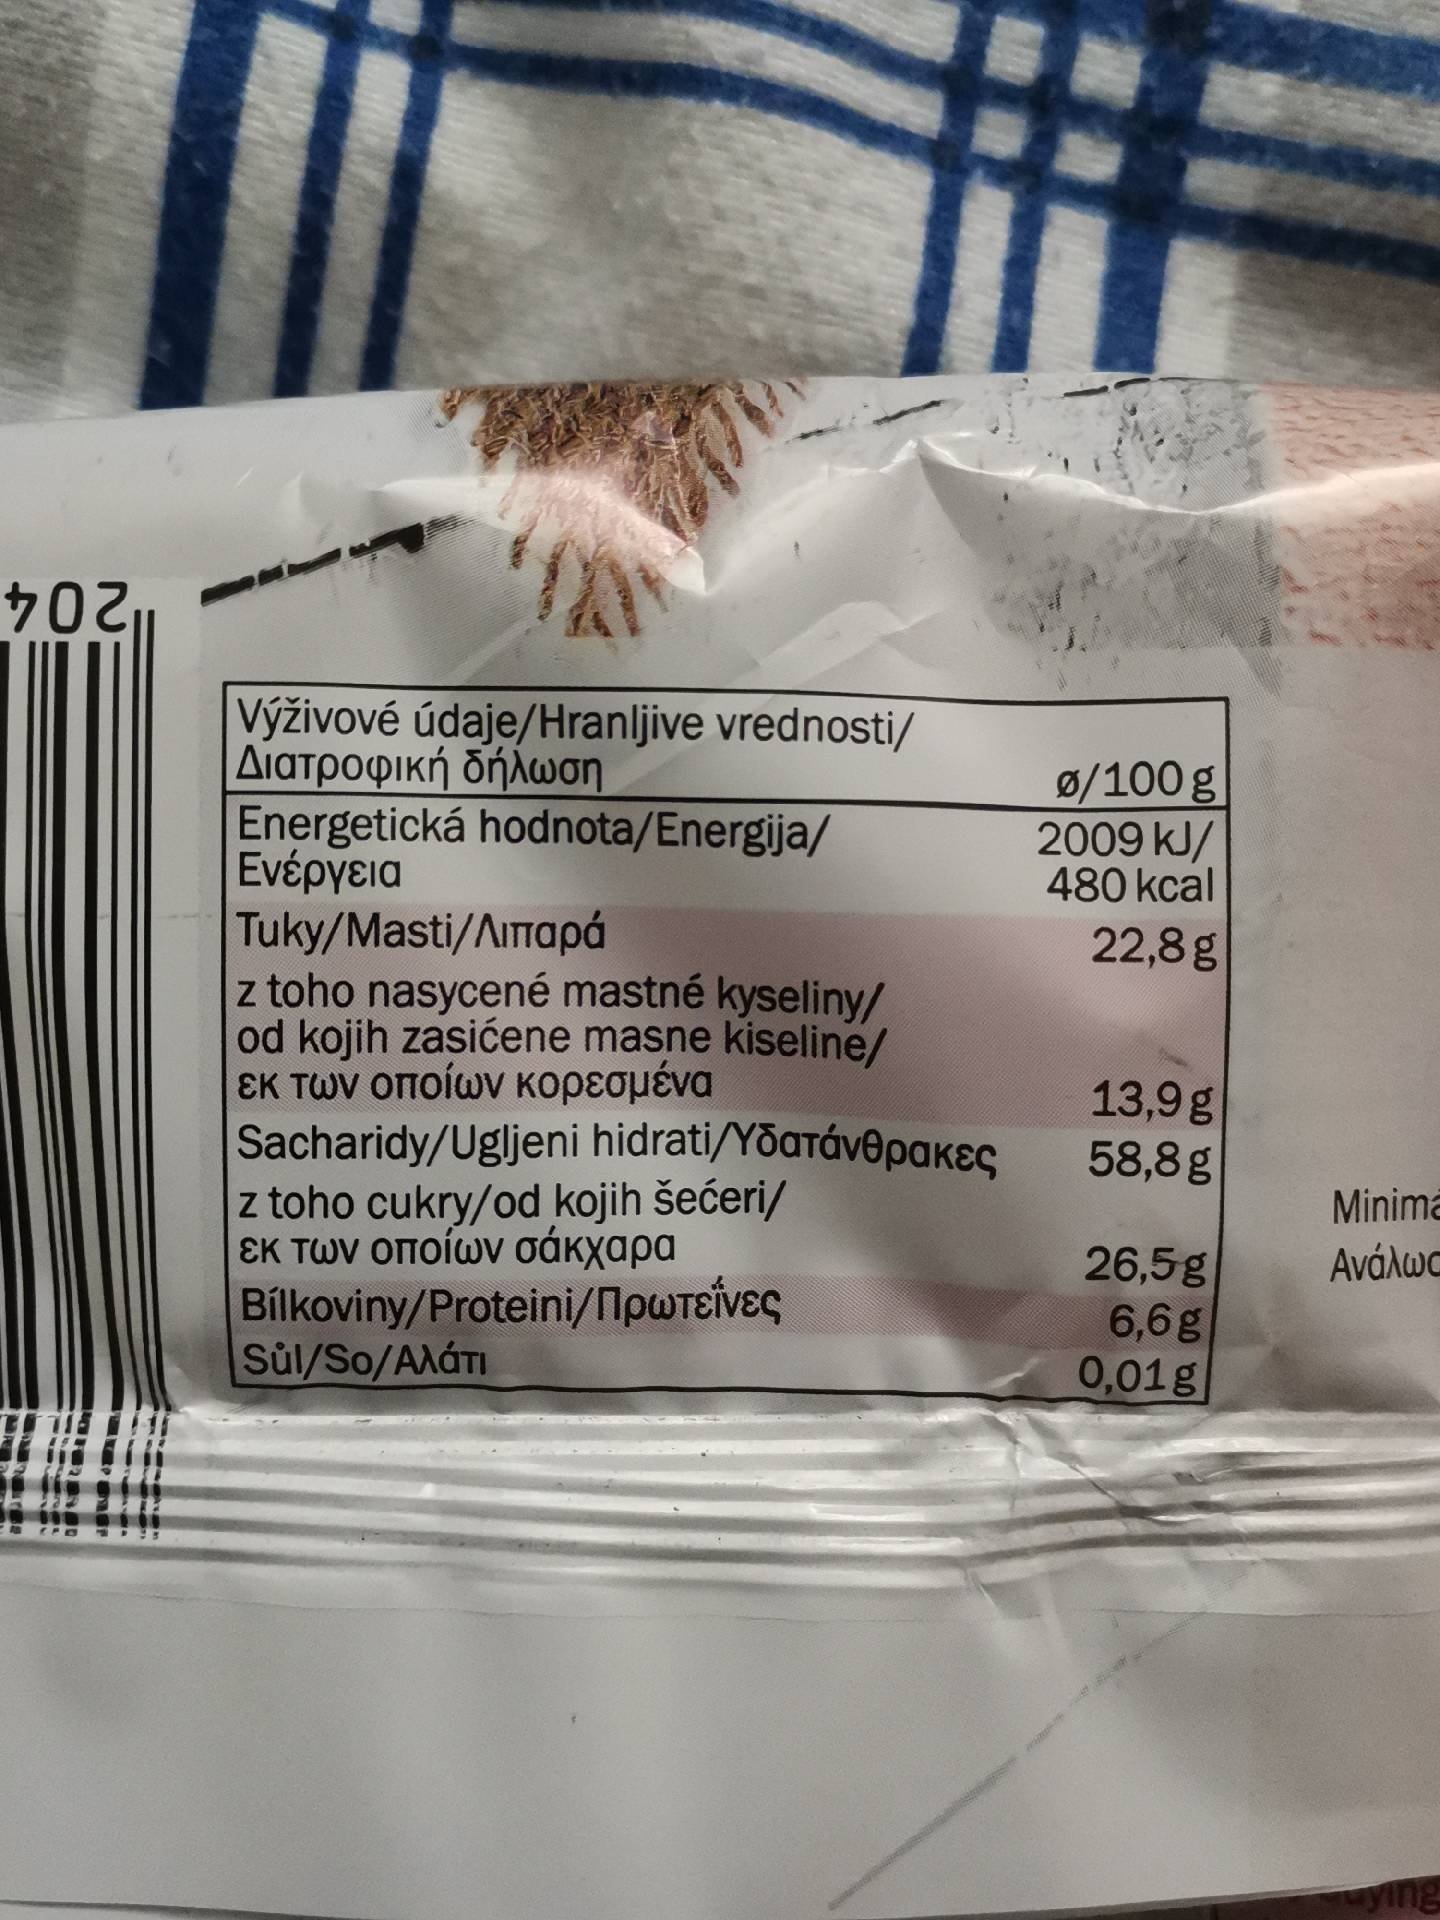 204
Výživové údaje/Hranljive vrednosti/
Διατροφική δήλωση ø/100 g
Energetická hodnota/Energija/ 2009 kJ/
Ενέργεια 480 kcal
Tuky/Masti/Λιπαρά 22,8 g
z toho nasycené mastné kyseliny/
od kojih zasićene masne kiseline/
εκ των οποίων κορεσμένα 13,9 g
Sacharidy/Ugljeni hidrati/Υδατάνθρακες 58,8 g
z toho cukry/od kojih šećeri/
εκ των οποίων σάκχαρα 26,5 g
Bílkoviny/Proteini/Πρωτεΐνες 6,6 g
Sůl/So/Αλάτι 0,01 g